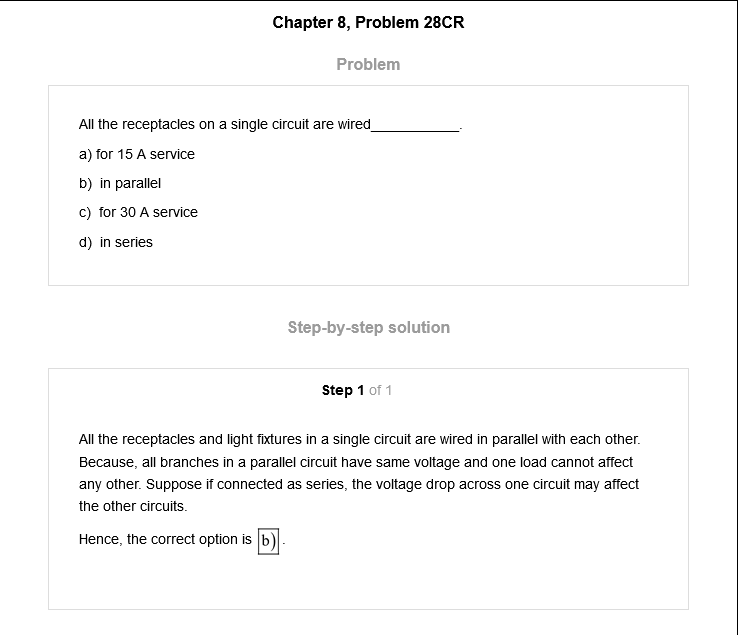 Chapter 8, Problem 28CR
Problem
All the receptacles on a single circuit are wired___________.
a) for 15 A service
b) in parallel
c) for 30 A service
d) in series
Step-by-step solution
Step 1 of 1
All the receptacles and light fixtures in a single circuit are wired in parallel with each other.
Because, all branches in a parallel circuit have same voltage and one load cannot affect
any other. Suppose if connected as series, the voltage drop across one circuit may affect
the other circuits.
Hence, the correct option is b) .